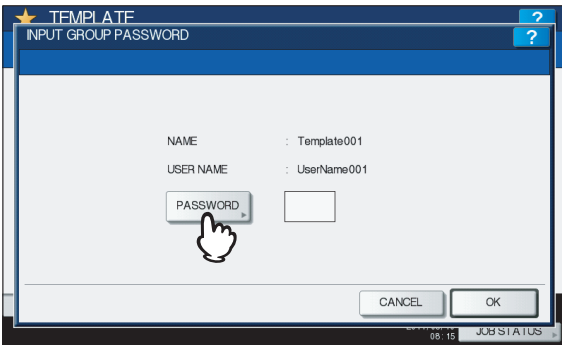 TEMPLATE ?
INPUT GROUP PASSWORD ?
NAME : Template001
USER NAME : UserName001
PASSWORD
CANCEL OK
08:15 JOB STATUS